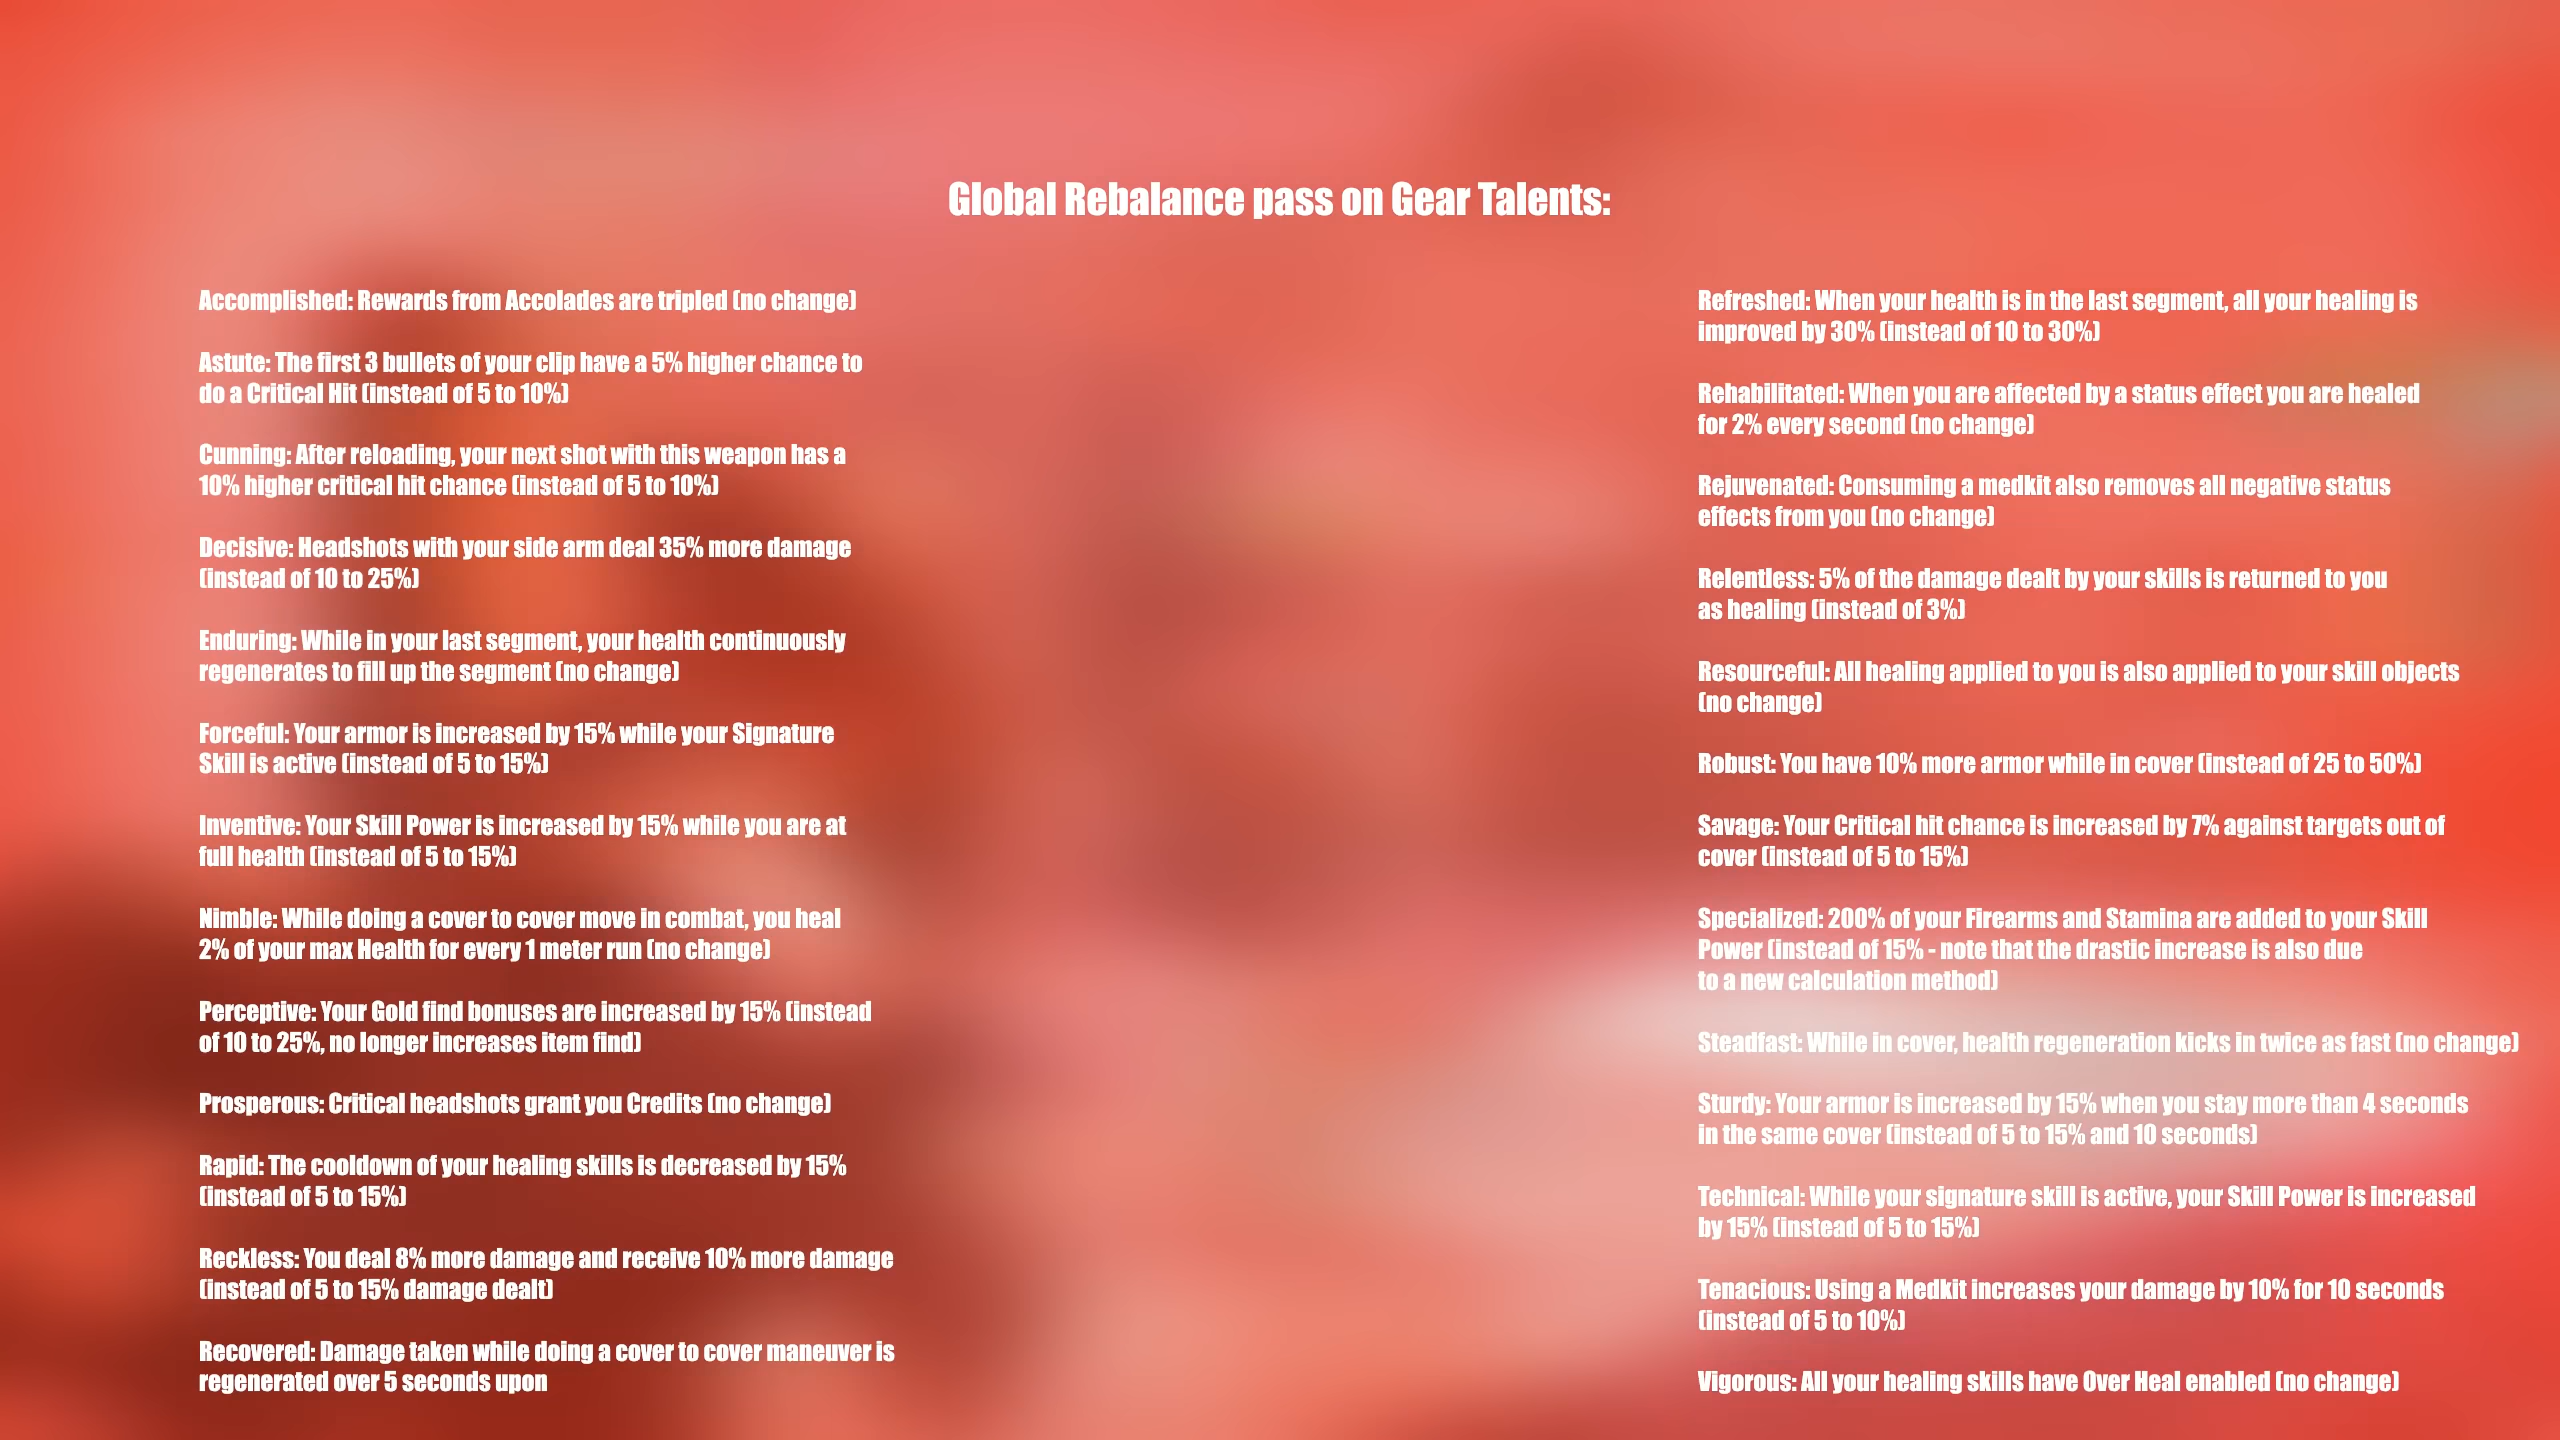 Global Rebalance pass on Gear Talents:
Accomplished: Rewards from Accolades are tripled (no change)
Astute: The first 3 bullets of your clip have a 5% higher chance to
do a Critical Hit (instead of 5 to 10%)
Cunning: After reloading, your next shot with this weapon has a
10% higher critical hit chance (instead of 5 to 10%)
Decisive: Headshots with your side arm deal 35% more damage
(instead of 10 to 25%)
Enduring: While in your last segment, your health continuously
regenerates to fill up the segment (no change)
Forceful: Your armor is increased by 15% while your Signature
Skill is active (instead of 5 to 15%)
Inventive: Your Skill Power is increased by 15% while you are at
full health (instead of 5 to 15%)
Nimble: While doing a cover to cover move in combat, you heal
2% of your max Health for every 1 meter run (no change)
Perceptive: Your Gold find bonuses are increased by 15% (instead
of 10 to 25%, no longer increases item find)
Prosperous: Critical headshots grant you Credits (no change)
Rapid: The cooldown of your healing skills is decreased by 15%
(instead of 5 to 15%)
Reckless: You deal 8% more damage and receive 10% more damage
(instead of 5 to 15% damage dealt)
Recovered: Damage taken while doing a cover to cover maneuver is
regenerated over 5 seconds upon
Refreshed: When your health is in the last segment, all your healing is
improved by 30% (instead of 10 to 30%)
Rehabilitated: When you are affected by a status effect you are healed
for 2% every second (no change)
Rejuvenated: Consuming a medkit also removes all negative status
effects from you (no change)
Relentless: 5% of the damage dealt by your skills is returned to you
as healing (instead of 3%)
Resourceful: All healing applied to you is also applied to your skill objects
(no change)
Robust: You have 10% more armor while in cover (instead of 25 to 50%)
Savage: Your Critical hit chance is increased by 7% against targets out of
cover (instead of 5 to 15%)
Specialized: 200% of your Firearms and Stamina are added to your Skill
Power (instead of 15% - note that the drastic increase is also due
to a new calculation method)
Steadfast: While in cover, health regeneration kicks in twice as fast (no change)
Sturdy: Your armor is increased by 15% when you stay more than 4 seconds
in the same cover (instead of 5 to 15% and 10 seconds)
Technical: While your signature skill is active, your Skill Power is increased
by 15% (instead of 5 to 15%)
Tenacious: Using a Medkit increases your damage by 10% for 10 seconds
(instead of 5 to 10%)
Vigorous: All your healing skills have Over Heal enabled (no change)